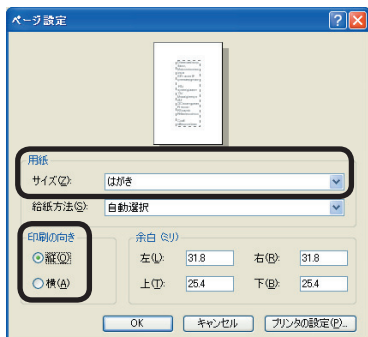 ページ設定
用紙
サイズ(Z): はがき
給紙方法(S): 自動選択
印刷の向き
縦(O)
横(A)
余白 (ミリ)
左(L): 31.8 右(R): 31.8
上(T): 25.4 下(B): 25.4
OK キャンセル プリンタの設定(P)...